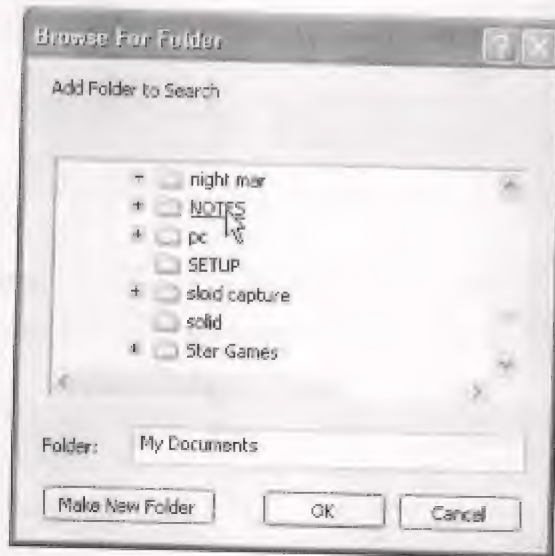 Browse For Folder
Add Folder to Search
night mar
NOTES
pc
SETUP
sloid capture
solid
Star Games
Folder: My Documents
Make New Folder OK Cancel